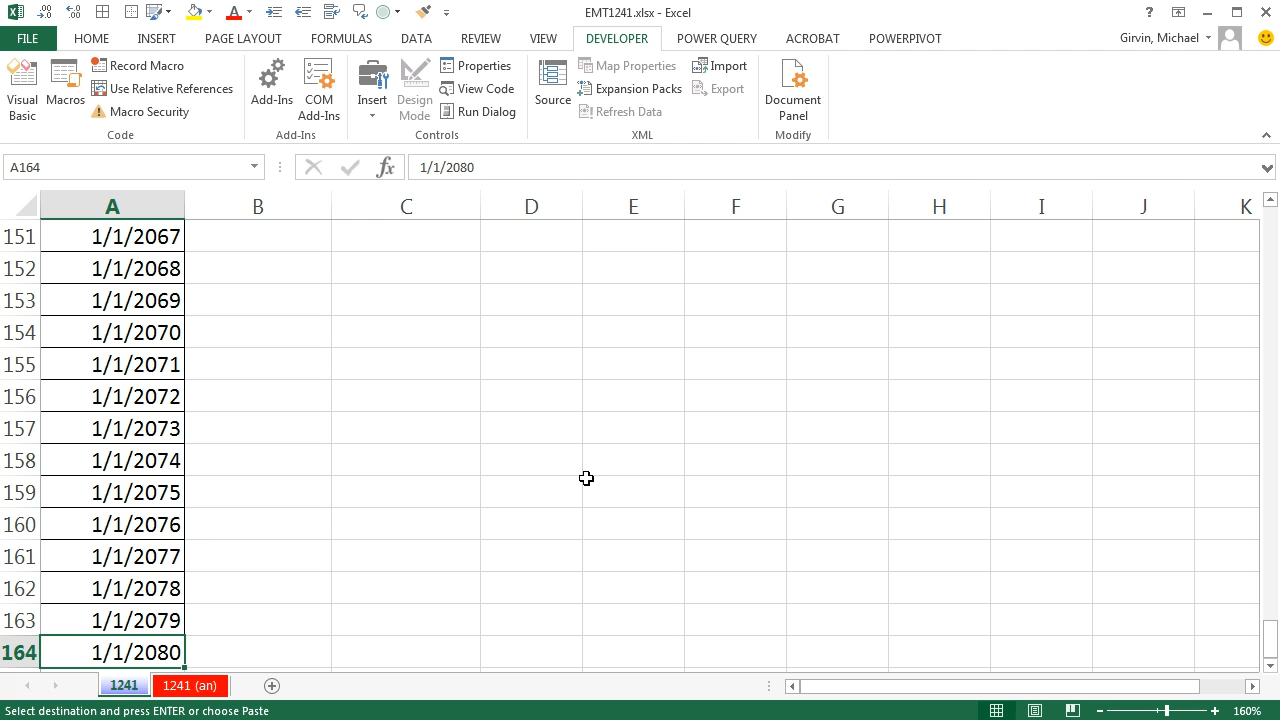 EMT1241.xlsx - Excel
FILE HOME INSERT PAGE LAYOUT FORMULAS DATA REVIEW VIEW DEVELOPER POWER QUERY ACROBAT POWERPIVOT Girvin, Michael
Visual Basic
Macros
Record Macro
Use Relative References
Macro Security
Code
Add-Ins
COM Add-Ins
Add-Ins
Insert
Design Mode
Properties
View Code
Run Dialog
Controls
Source
Map Properties
Expansion Packs
Refresh Data
Import
Export
XML
Document Panel
Modify
A164 fx 1/1/2080
A B C D E F G H I J K
151 1/1/2067
152 1/1/2068
153 1/1/2069
154 1/1/2070
155 1/1/2071
156 1/1/2072
157 1/1/2073
158 1/1/2074
159 1/1/2075
160 1/1/2076
161 1/1/2077
162 1/1/2078
163 1/1/2079
164 1/1/2080
1241 1241 (an)
Select destination and press ENTER or choose Paste 160%